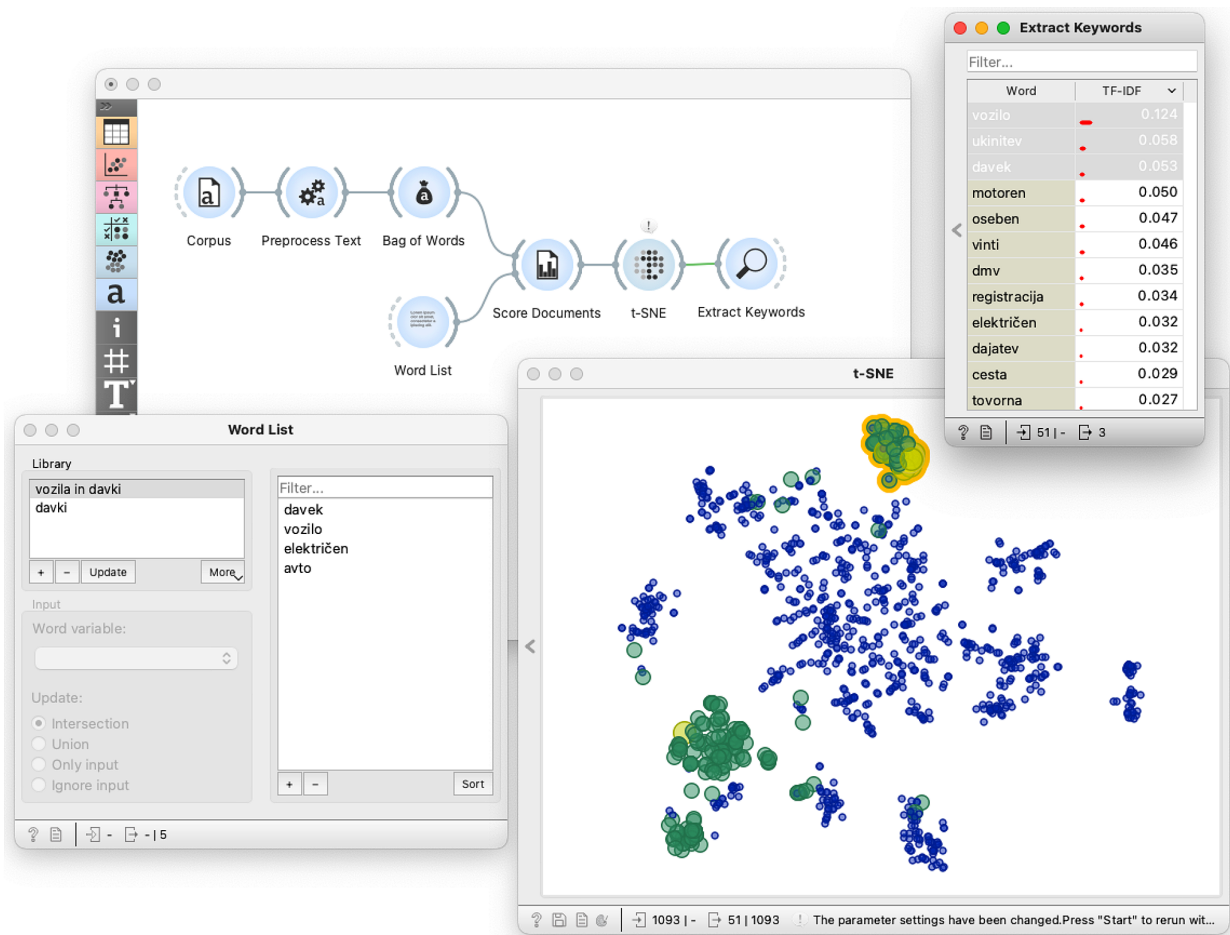 Extract Keywords
Filter...
Word TF-IDF
vozilo 0.124
ukinitev 0.058
davek 0.053
motoren 0.050
oseben 0.047
vinti 0.046
dmv 0.035
registracija 0.034
električen 0.032
dajatev 0.032
cesta 0.029
tovorna 0.027
51 | - 3
Corpus
Preprocess Text
Bag of Words
Score Documents
t-SNE
Extract Keywords
Word List
Word List
Library
vozila in davki
davki
+ − Update More
Input
Word variable:
Update:
Intersection
Union
Only input
Ignore input
Filter...
davek
vozilo
električen
avto
+ − Sort
- - | 5
t-SNE
1093 | - 51 | 1093 The parameter settings have been changed.Press "Start" to rerun wit...